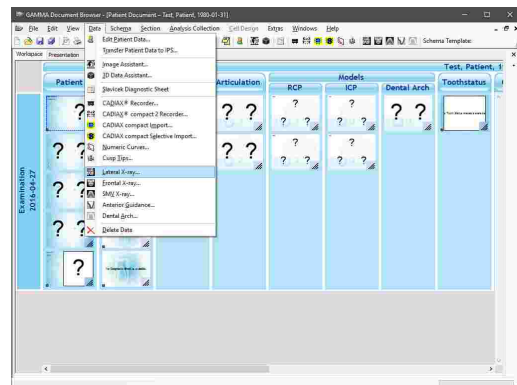 GAMMA Document Browser - [Patient Document - Test, Patient, 1980-01-31]
File Edit View Data Schema Section Analysis Collection Cell Design Extras Windows Help
Schema Template:
Workspace Presentation
Edit Patient Data...
Transfer Patient Data to IPS...
Image Assistant...
3D Data Assistant...
Slavicek Diagnostic Sheet
CADIAX® Recorder...
CADIAX® compact 2 Recorder...
CADIAX compact Import...
CADIAX compact Selective Import...
Numeric Curves...
Cusp Tips...
Lateral X-ray...
Frontal X-ray...
SMV X-ray...
Anterior Guidance...
Dental Arch...
Delete Data
Test, Patient, 1
Patient
Articulation
Models
RCP ICP Dental Arch
Toothstatus
Examination
2016-04-27
? ? ? ? ? ?
? ? ? ?
? ? ? ? ? ? ? ?
? ? ? ?
? ?
? ?
?